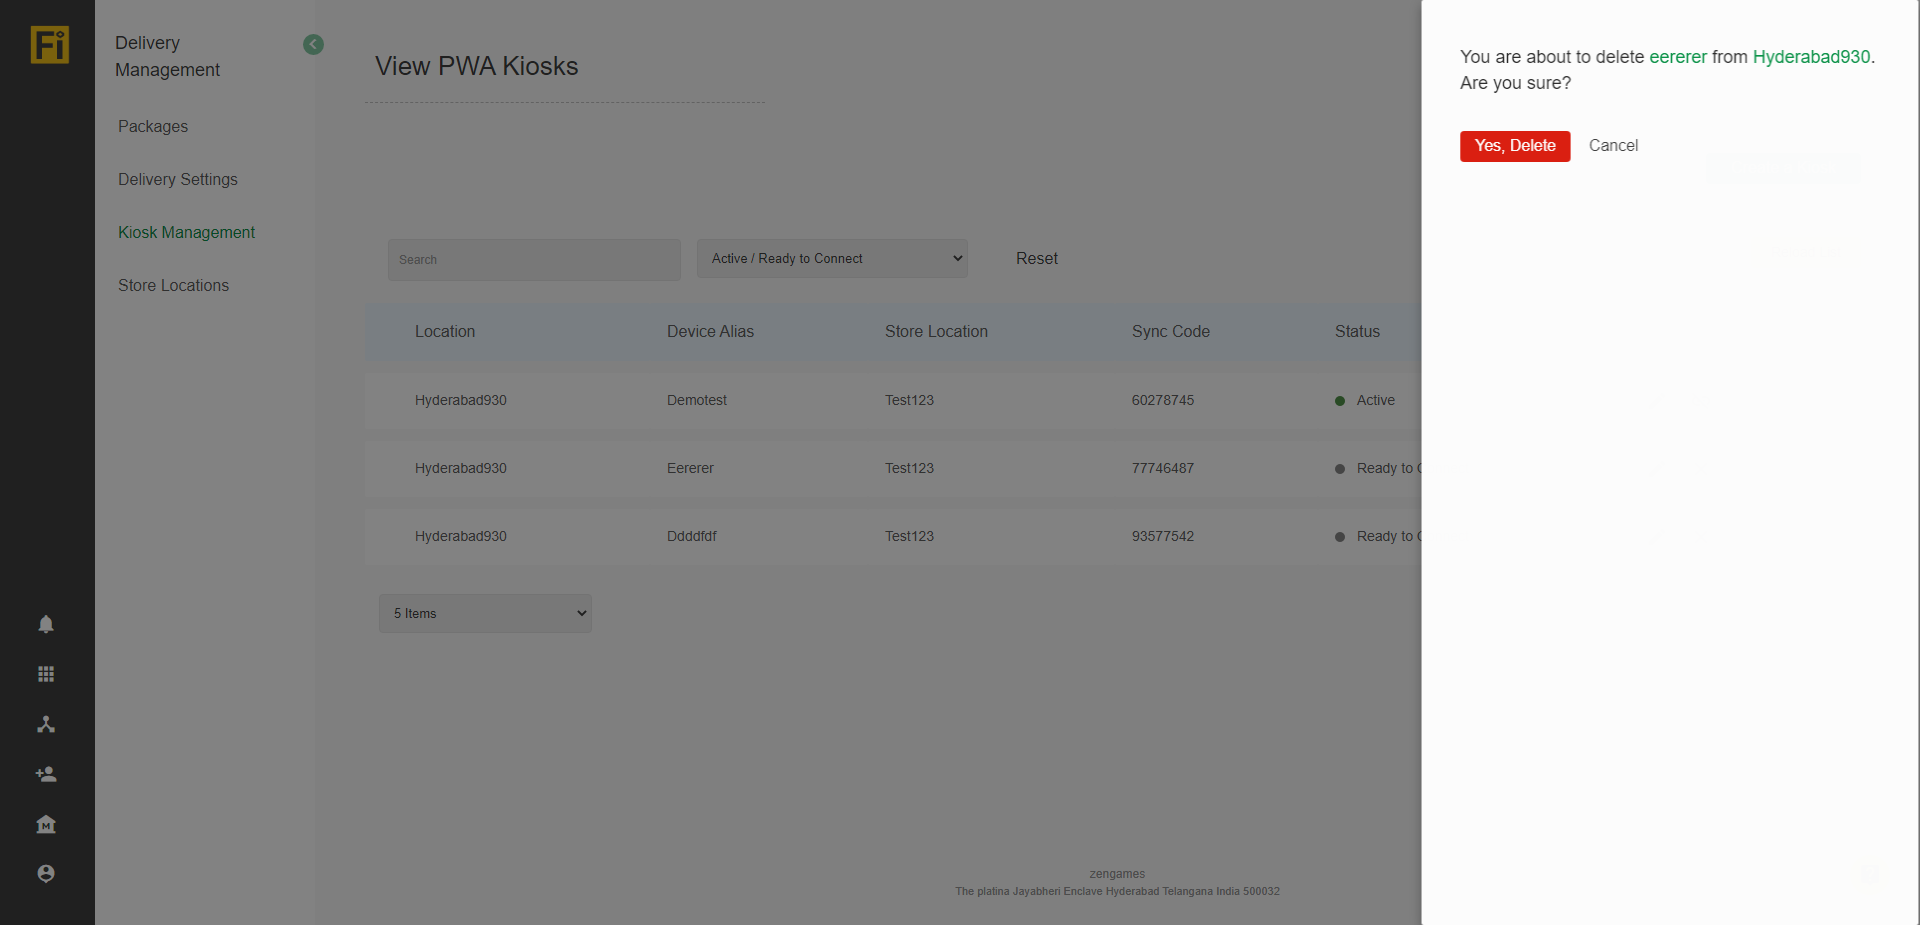 Fi
Delivery
Management
Packages
Delivery Settings
Kiosk Management
Store Locations
View PWA Kiosks
Search
Active / Ready to Connect
Reset
Location Device Alias Store Location Sync Code Status
Hyderabad930 Demotest Test123 60278745 Active
Hyderabad930 Eererer Test123 77746487 Ready to
Hyderabad930 Ddddfdf Test123 93577542 Ready to
5 Items
M
zengames
The platina Jayabheri Enclave Hyderabad Telangana India 500032
You are about to delete eererer from Hyderabad930.
Are you sure?
Yes, Delete Cancel